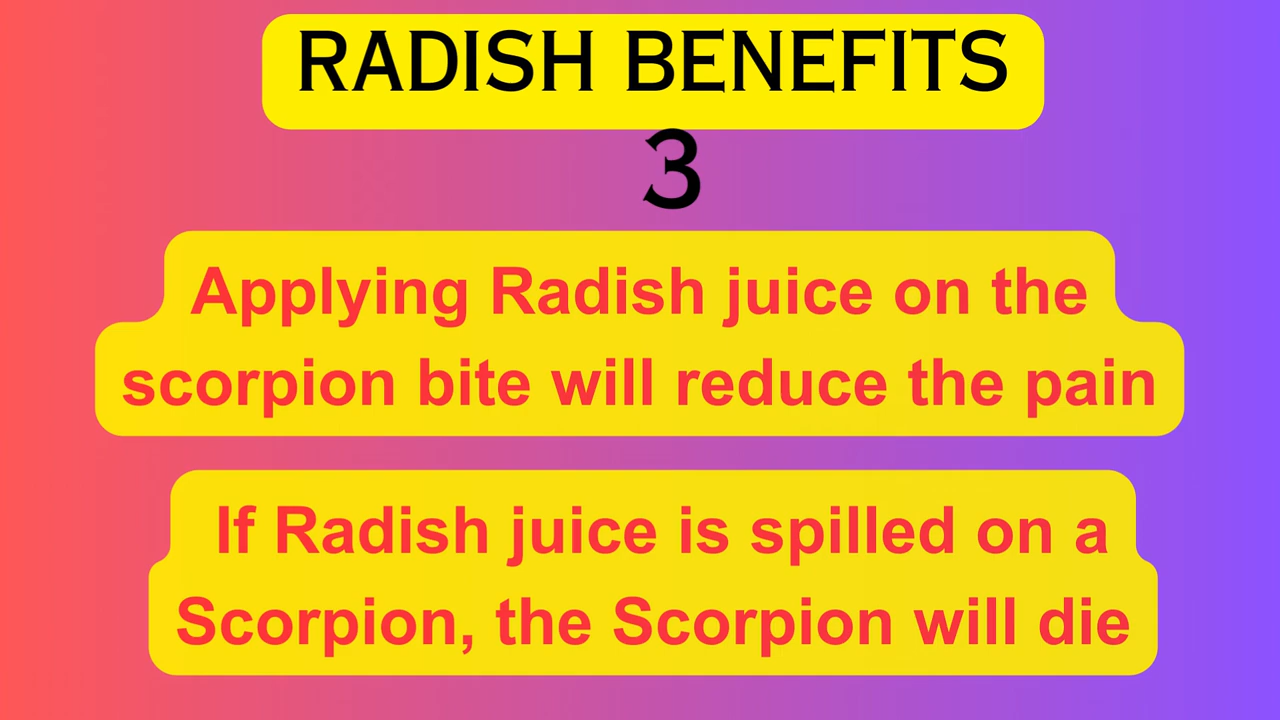 RADISH BENEFITS
3
Applying Radish juice on the
scorpion bite will reduce the pain
If Radish juice is spilled on a
Scorpion, the Scorpion will die